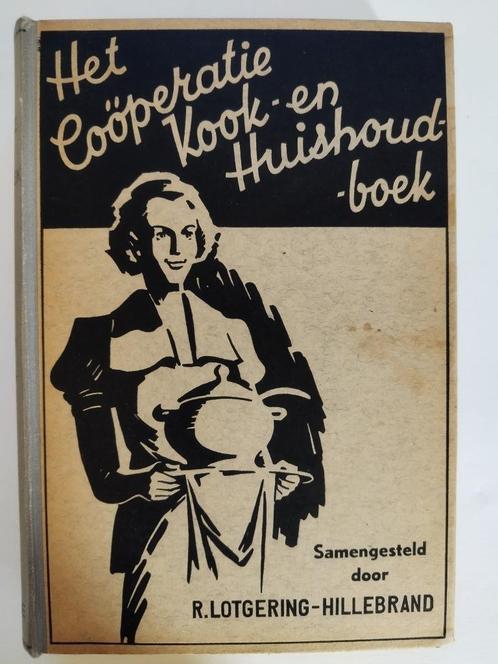 Het
Coöperatie
Kook- en
Huishoud-
-boek
Samengesteld
door
R. LOTGERING-HILLEBRAND